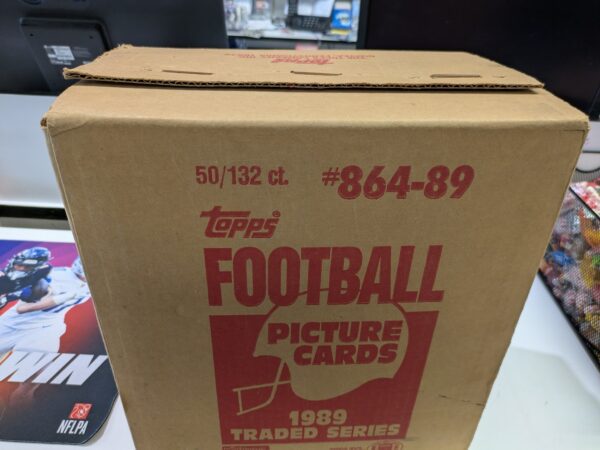 50/132 ct. #864-89
Topps
FOOTBALL
PICTURE
CARDS
1989
TRADED SERIES
WIN
NFLPA